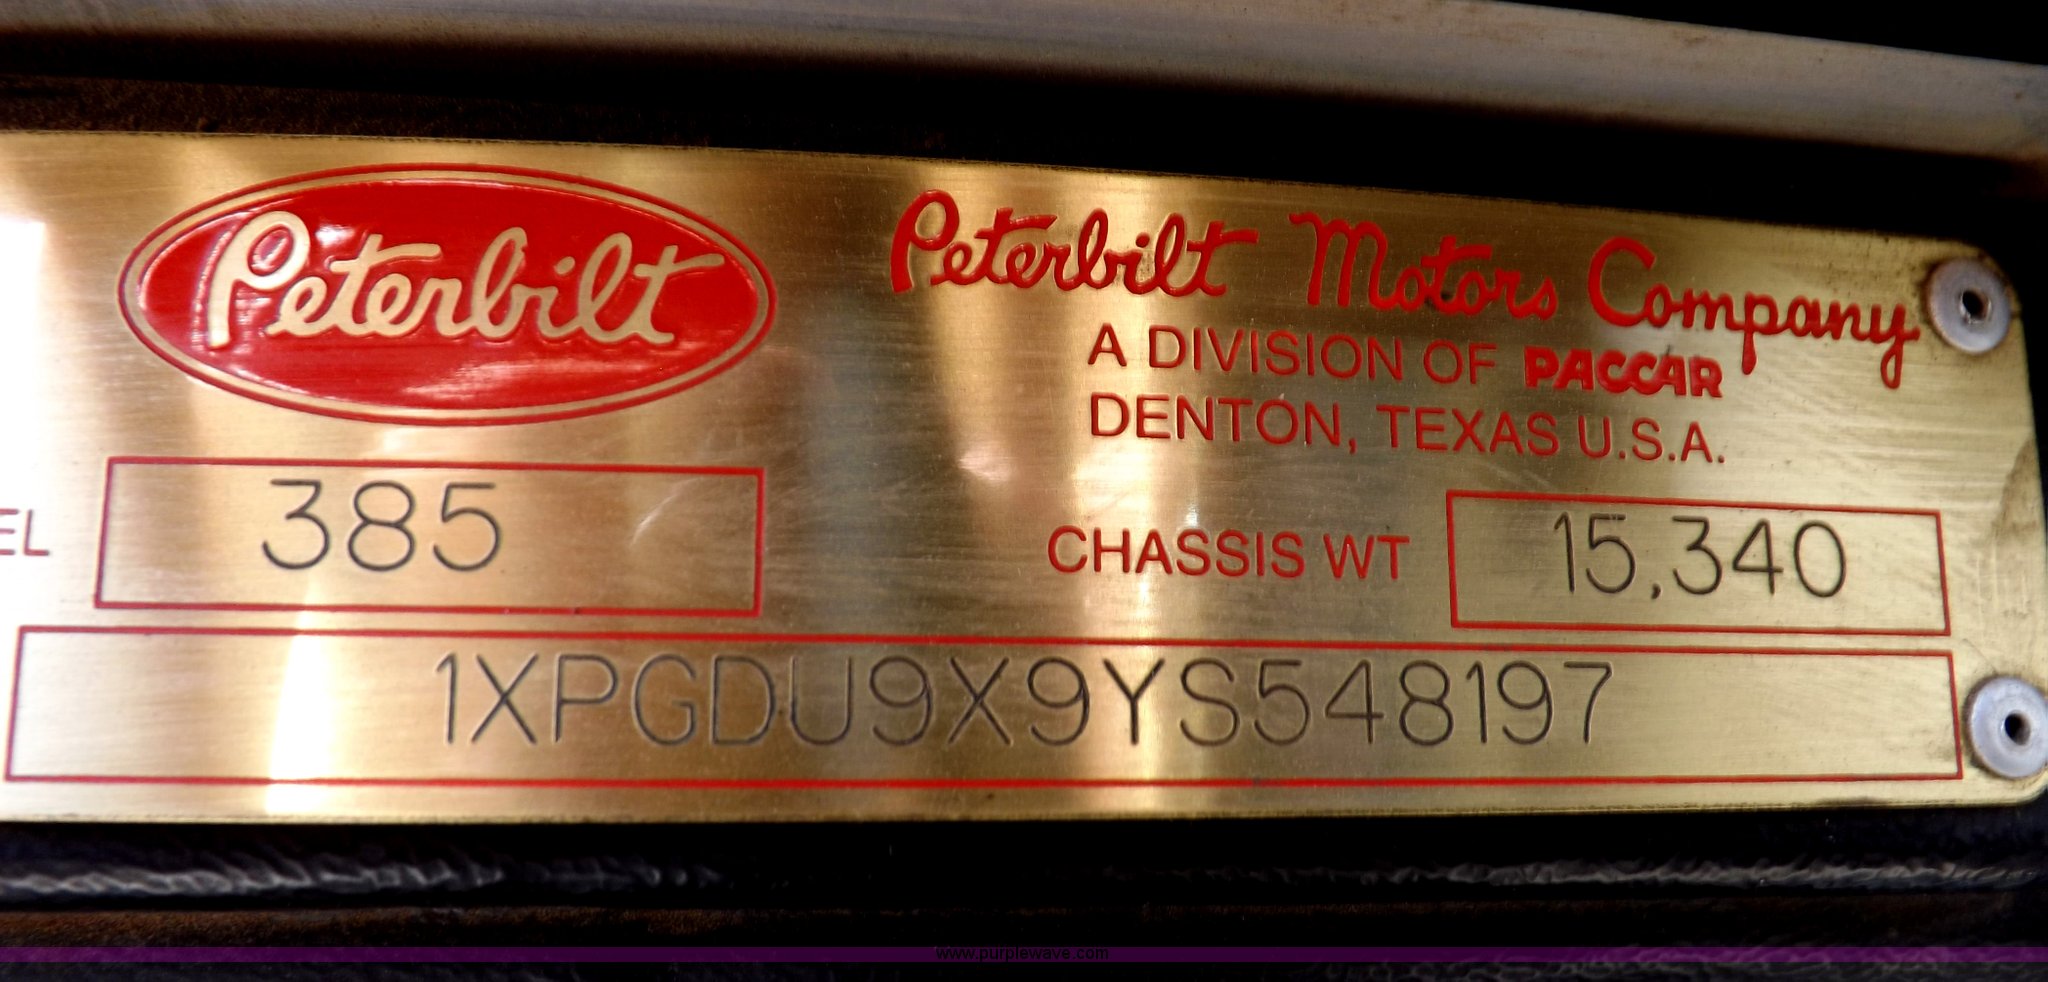 Peterbilt
Peterbilt Motors Company
A DIVISION OF PACCAR
DENTON, TEXAS U.S.A.
EL 385
CHASSIS WT 15,340
1XPGDU9X9YS548197
www.purplewave.com